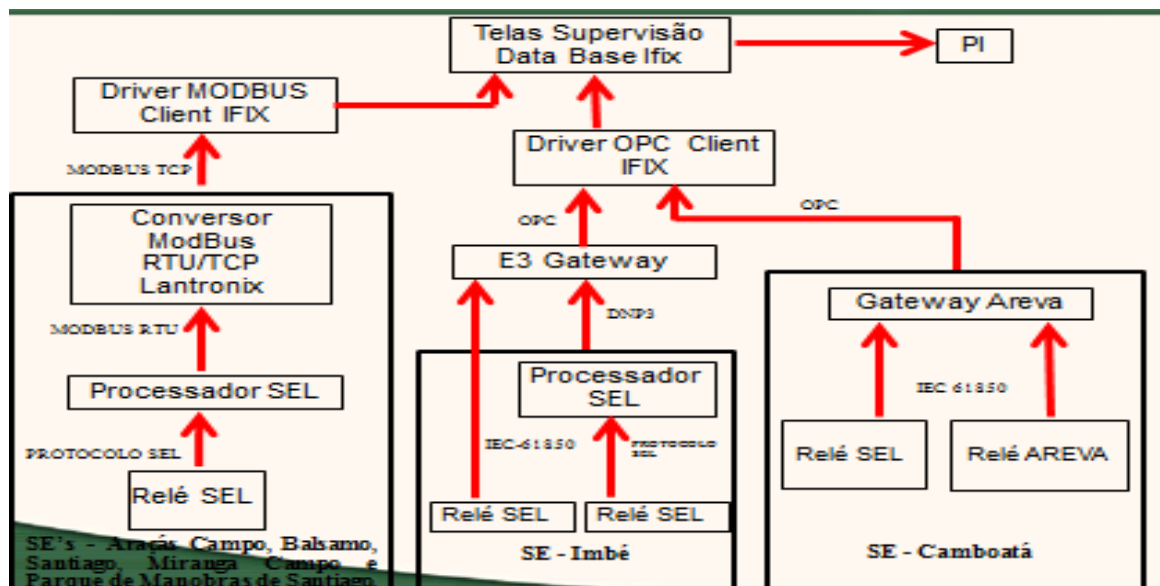 Telas Supervisão
Data Base Ifix
PI
Driver MODBUS
Client IFIX
Driver OPC Client
IFIX
MODBUS TCP
OPC
OPC
Conversor
ModBus
RTU/TCP
Lantronix
E3 Gateway
Gateway Areva
MODBUS RTU
DNP3
Processador SEL
Processador
SEL
IEC 61850
PROTOCOLO SEL
IEC-61850
PROTOCOLO
SEL
Relé SEL
Relé SEL
Relé SEL
Relé SEL
Relé AREVA
SE's - Araçás Campo, Balsamo,
Santiago, Miranga Campo e
Parque de Manobras de Santiago
SE - Imbé
SE - Camboatá